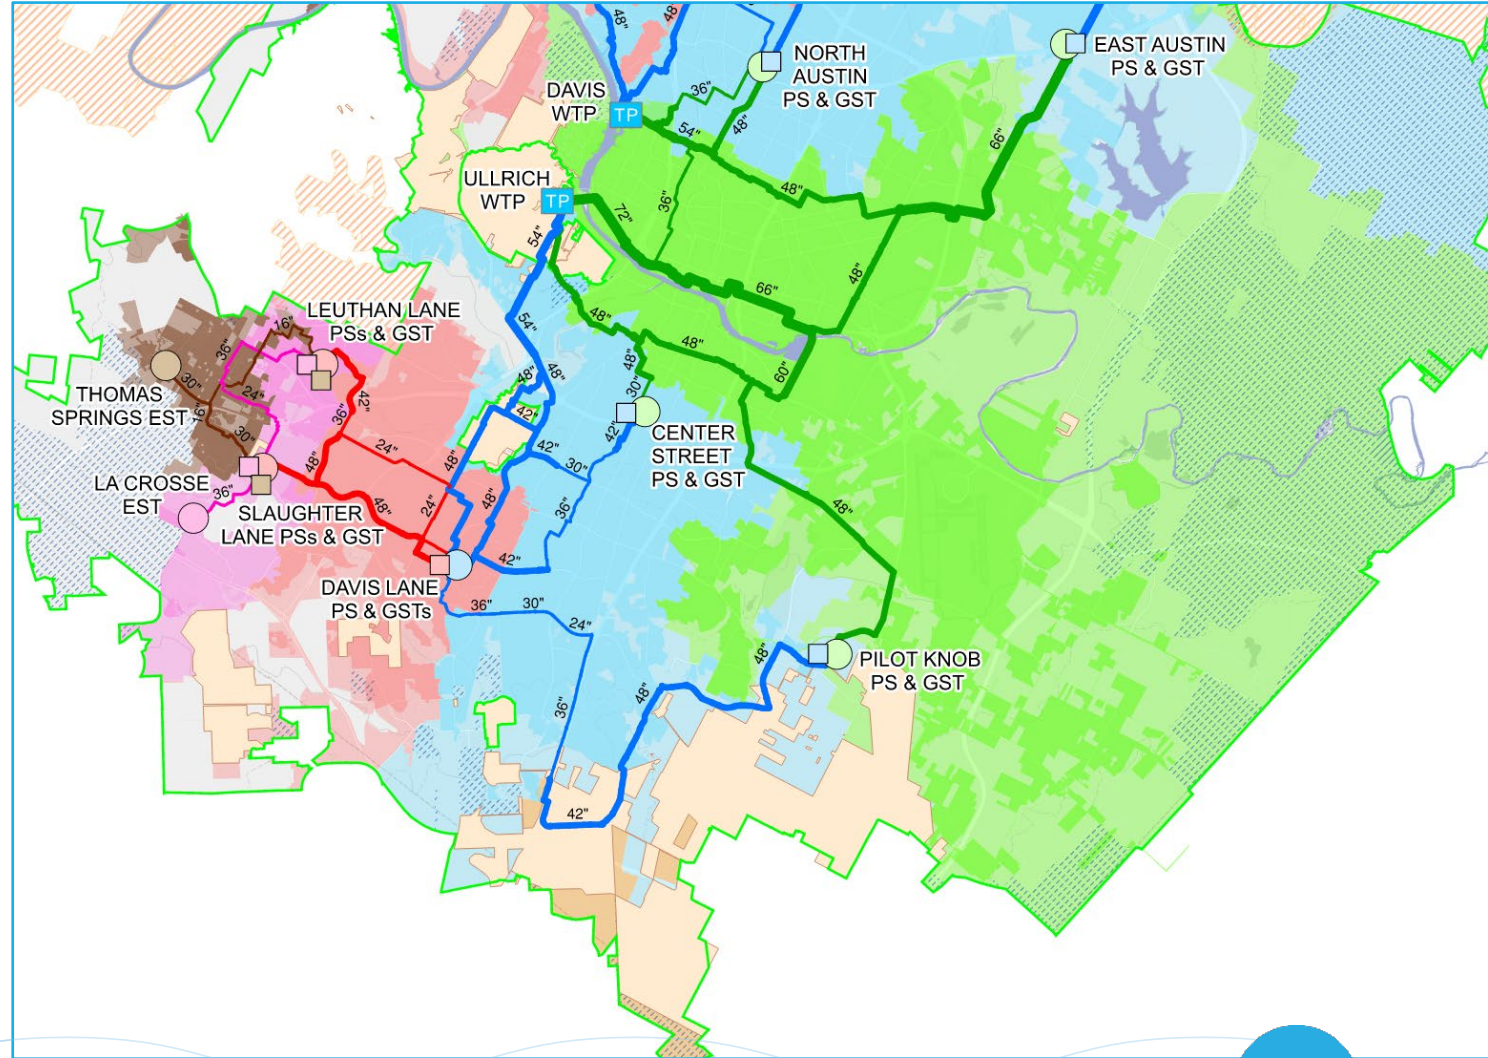 48"
48"
NORTH
AUSTIN
PS & GST
EAST AUSTIN
PS & GST
DAVIS
WTP
TP
36"
54"
48"
66"
ULLRICH
WTP
TP
72"
36"
48"
54"
66"
48"
LEUTHAN LANE
PSs & GST
16"
36"
54"
48"
48"
48"
48"
60"
THOMAS
SPRINGS EST
30"
24"
16"
30"
42"
36"
48"
42"
30"
42"
CENTER
STREET
PS & GST
24"
48"
48"
42"
30"
LA CROSSE
EST
36"
SLAUGHTER
LANE PSs & GST
48"
24"
48"
36"
48"
42"
DAVIS LANE
PS & GSTs
36"
30"
24"
48"
PILOT KNOB
PS & GST
36"
48"
42"